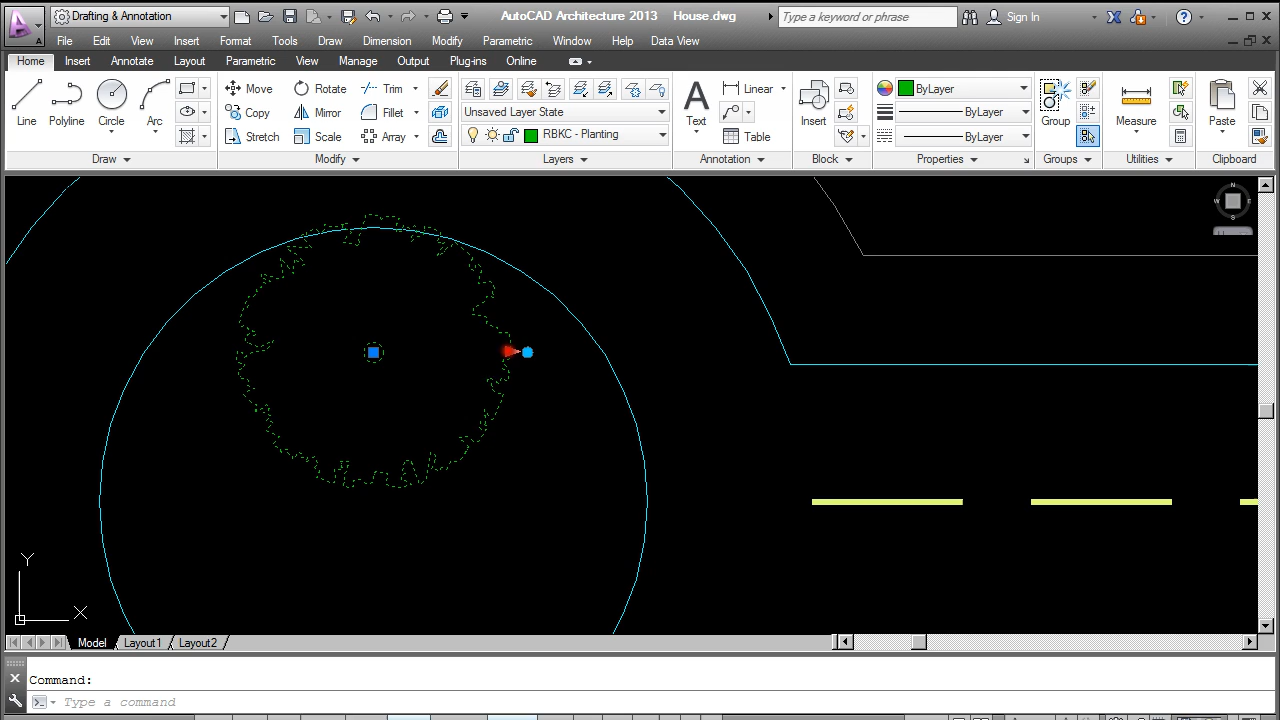 Drafting & Annotation
AutoCAD Architecture 2013 House.dwg
Type a keyword or phrase
Sign In
A
File Edit View Insert Format Tools Draw Dimension Modify Parametric Window Help Data View
Home Insert Annotate Layout Parametric View Manage Plug-ins Output Online
Line Polyline Circle Arc
Move Rotate Trim
Copy Mirror Fillet
Stretch Scale Array
Unsaved Layer State
RBKC - Planting
Text
Linear
Table
Insert
ByLayer
ByLayer
ByLayer
Group
Measure
Paste
Draw Modify Layers Annotation Block Properties Groups Utilities Clipboard
N
W E
S
Y
X
Model Layout1 Layout2
Command:
Type a command